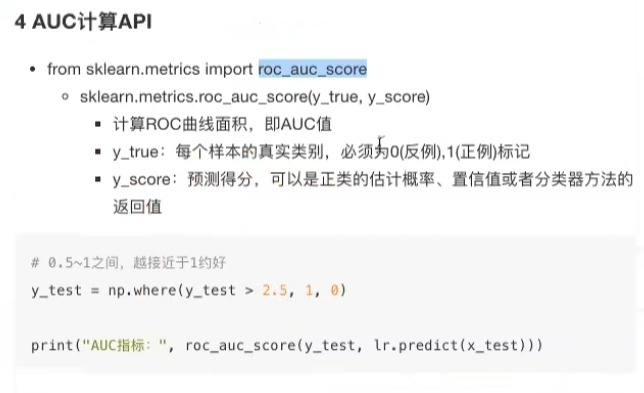 4 AUC计算API
• from sklearn.metrics import roc_auc_score
○ sklearn.metrics.roc_auc_score(y_true, y_score)
▪ 计算ROC曲线面积，即AUC值
▪ y_true：每个样本的真实类别，必须为0(反例),1(正例)标记
▪ y_score：预测得分，可以是正类的估计概率、置信值或者分类器方法的
返回值
# 0.5~1之间，越接近于1约好
y_test = np.where(y_test > 2.5, 1, 0)
print("AUC指标：", roc_auc_score(y_test, lr.predict(x_test)))